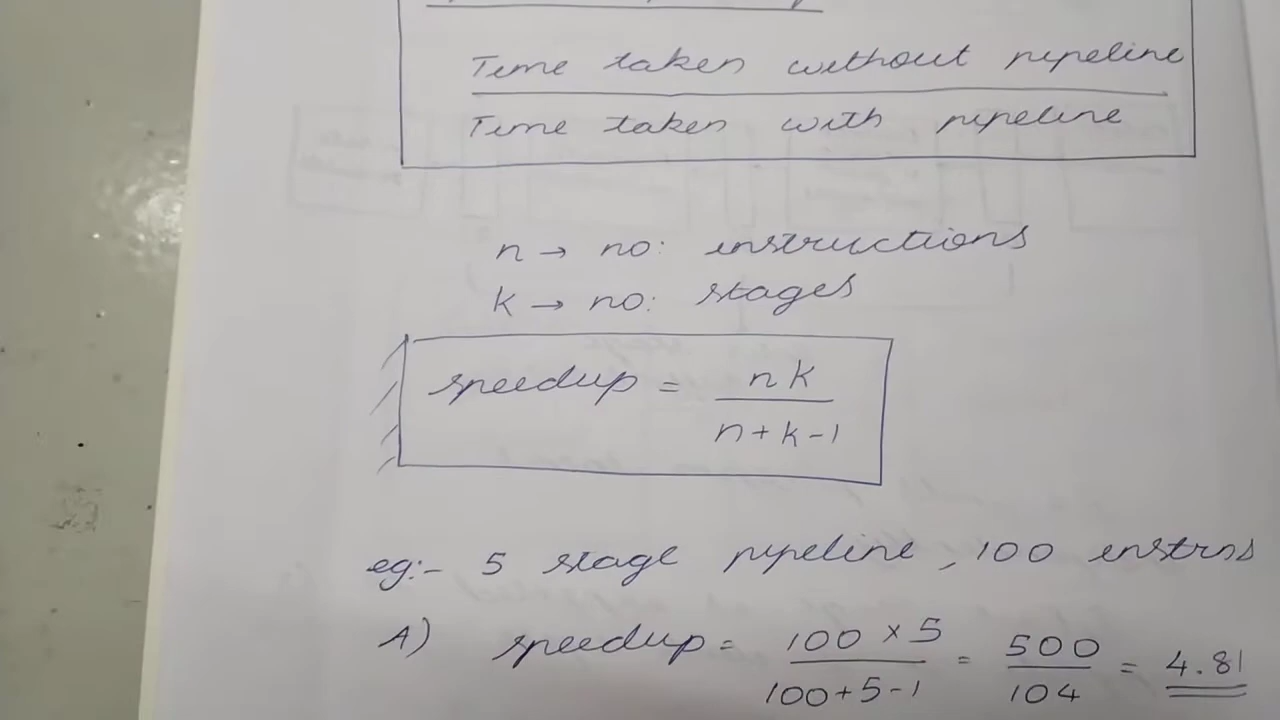 Time taken without pipeline
Time taken with pipeline
n → no: instructions
k → no: stages
speedup = nk / n+k-1
eg:- 5 stage pipeline, 100 instrns
A) speedup = 100 × 5 / 100+5-1 = 500 / 104 = 4.81